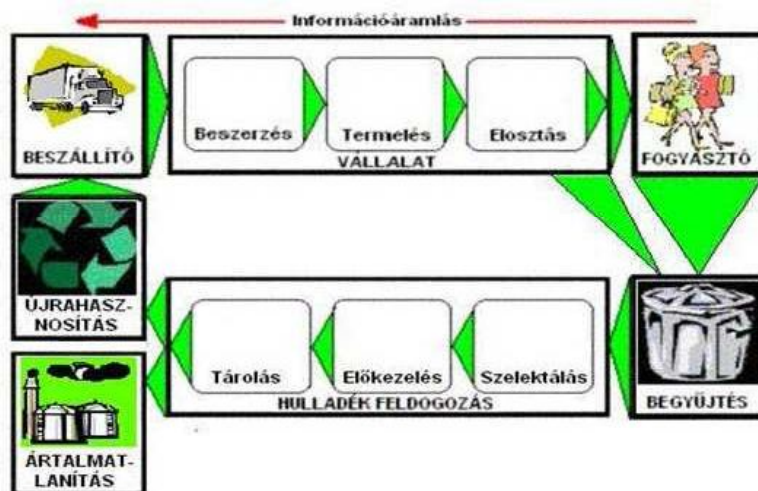 Információáramlás
BESZÁLLÍTÓ
Beszerzés
Termelés
Elosztás
VÁLLALAT
FOGYASZTÓ
ÚJRAHASZ-
NOSÍTÁS
Tárolás
Előkezelés
Szelektálás
HULLADÉK FELDOGOZÁS
BEGYŰJTÉS
ÁRTALMAT-
LANÍTÁS